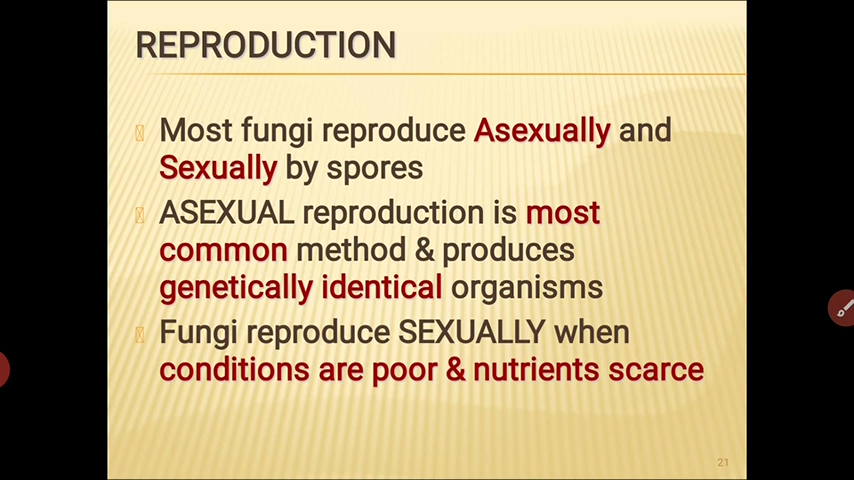 REPRODUCTION
Most fungi reproduce Asexually and
Sexually by spores
ASEXUAL reproduction is most
common method & produces
genetically identical organisms
Fungi reproduce SEXUALLY when
conditions are poor & nutrients scarce
21